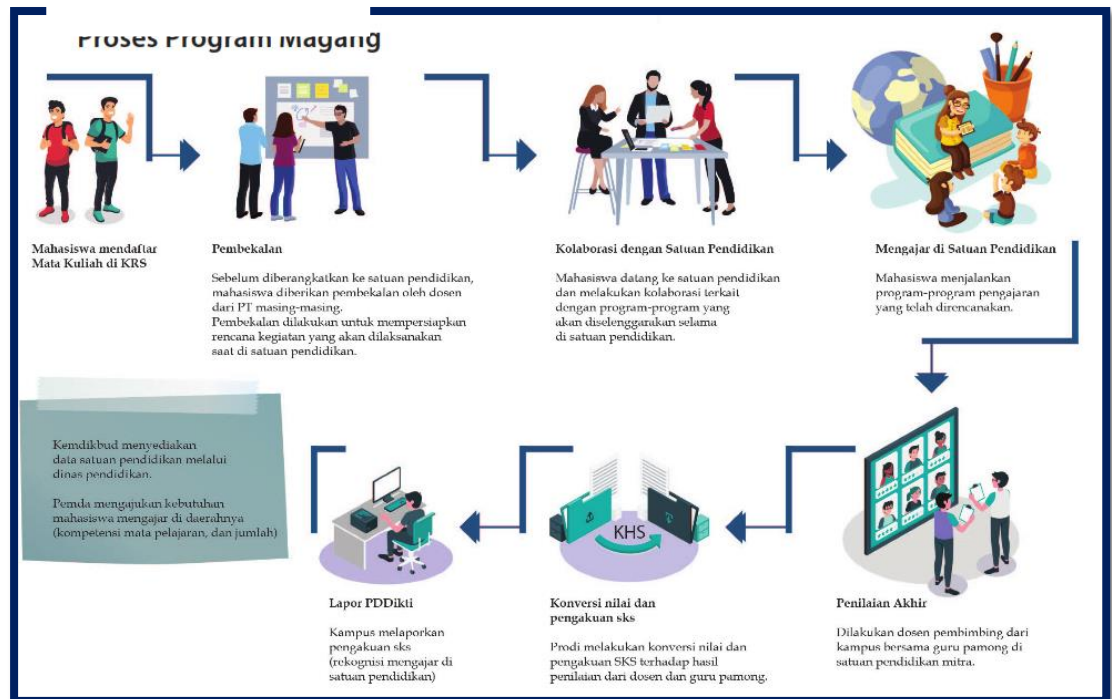 Proses Program Magang
Mahasiswa mendaftar
Mata Kuliah di KRS
Pembekalan
Sebelum diberangkatkan ke satuan pendidikan,
mahasiswa diberikan pembekalan oleh dosen
dari PT masing-masing.
Pembekalan dilakukan untuk mempersiapkan
rencana kegiatan yang akan dilaksanakan
saat di satuan pendidikan.
Kolaborasi dengan Satuan Pendidikan
Mahasiswa datang ke satuan pendidikan
dan melakukan kolaborasi terkait
dengan program-program yang
akan diselenggarakan selama
di satuan pendidikan.
Mengajar di Satuan Pendidikan
Mahasiswa menjalankan
program-program pengajaran
yang telah direncanakan.
Penilaian Akhir
Dilakukan dosen pembimbing dari
kampus bersama guru pamong di
satuan pendidikan mitra.
KHS
Konversi nilai dan
pengakuan sks
Prodi melakukan konversi nilai dan
pengakuan SKS terhadap hasil
penilaian dari dosen dan guru pamong.
Lapor PDDikti
Kampus melaporkan
pengakuan sks
(rekognisi mengajar di
satuan pendidikan)
Kemdikbud menyediakan
data satuan pendidikan melalui
dinas pendidikan.
Pemda mengajukan kebutuhan
mahasiswa mengajar di daerahnya
(kompetensi mata pelajaran, dan jumlah)